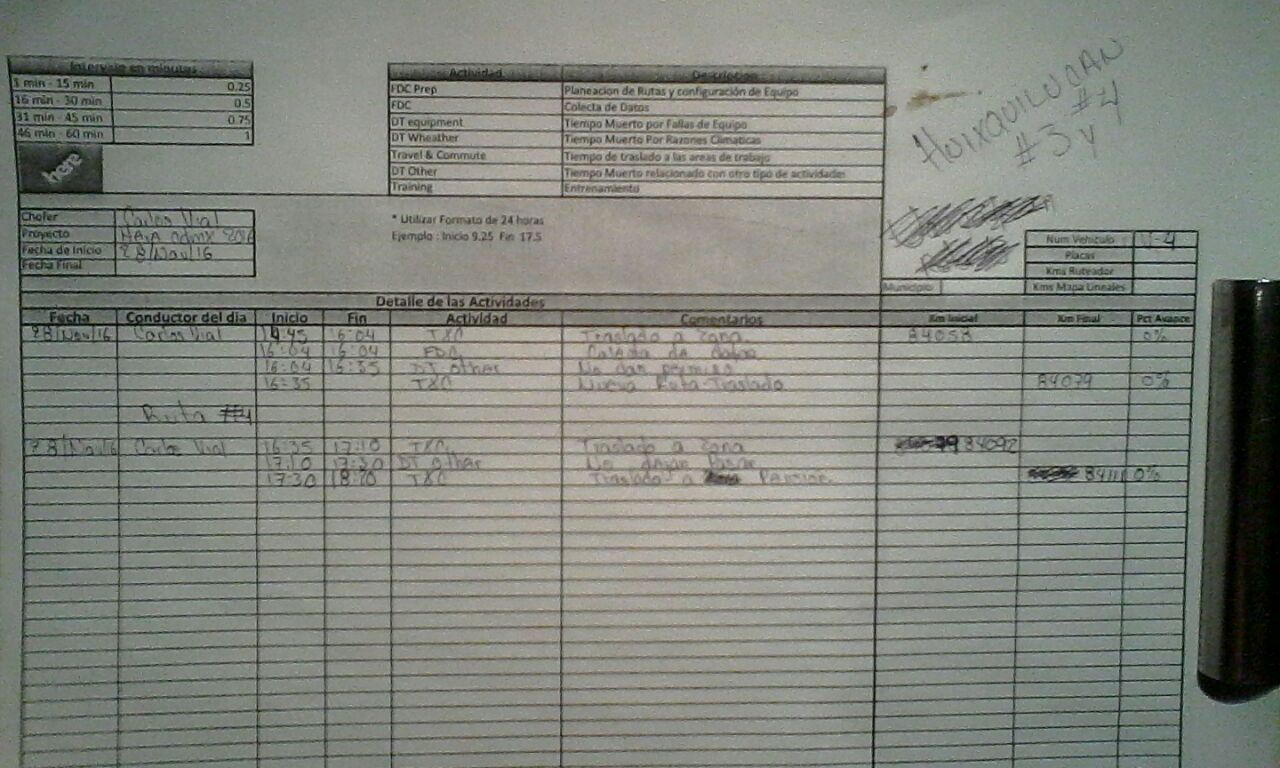 Intervalo en minutos
1 min - 15 min 0.25
16 min - 30 min 0.5
31 min - 45 min 0.75
46 min - 60 min 1
here
Actividad Descripcion
FDC Prep Planeacion de Rutas y configuración de Equipo
FDC Colecta de Datos
DT equipment Tiempo Muerto por Fallas de Equipo
DT Wheather Tiempo Muerto Por Razones Climaticas
Travel & Commute Tiempo de traslado a las areas de trabajo
DT Other Tiempo Muerto relacionado con otro tipo de actividades
Training Entrenamiento
HUIXQUILUCAN
#3 y #4
Chofer Carlos Vial
Proyecto 2016
Fecha de Inicio 28/Nov/16
Fecha Final
* Utilizar Formato de 24 horas
Ejemplo : Inicio 9.25 Fin 17.5
Num Vehiculo U-4
Placas
Kms Ruteador
Municipio Kms Mapa Lineales
Detalle de las Actividades
Fecha Conductor del dia Inicio Fin Actividad Comentarios Km Inicial Km Final Pct Avance
28/Nov/16 Carlos Vial 14:45 16:04 T&C Traslado a zona 84058 0%
16:04 16:04 FDC de datos
16:04 16:35 DT other No dan permiso
16:35 T&C Nueva Ruta Traslado 84079 0%
Ruta #4
28/Nov/16 Carlos Vial 16:35 17:10 T&C Traslado a zona 84092
17:10 17:30 DT other No dejan pasar
17:30 18:20 T&C Traslado a 84111 0%